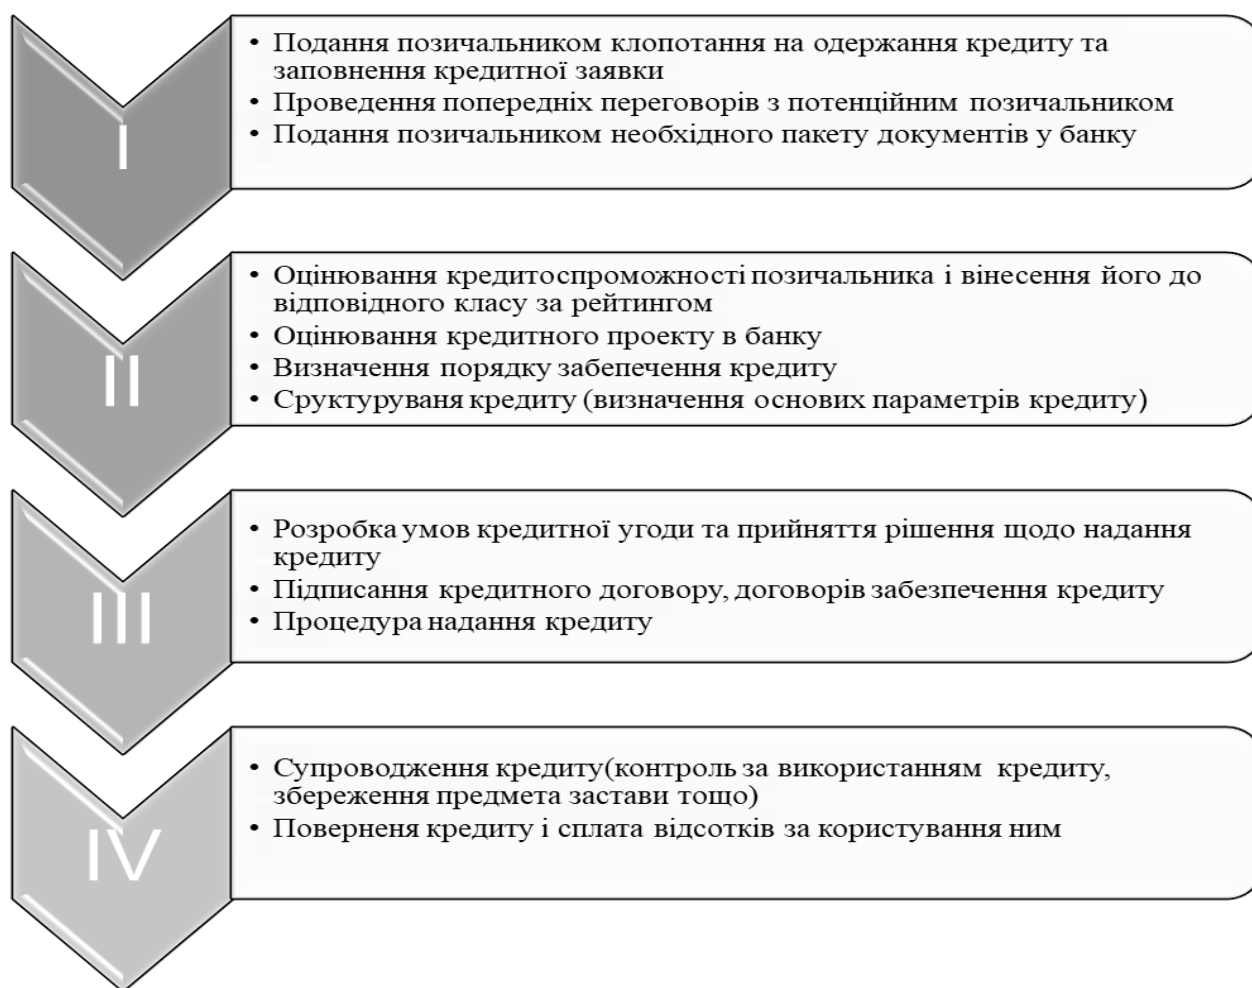 I
• Подання позичальником клопотання на одержання кредиту та
заповнення кредитної заявки
• Проведення попередніх переговорів з потенційним позичальником
• Подання позичальником необхідного пакету документів у банку
II
• Оцінювання кредитоспроможності позичальника і вінесення його до
відповідного класу за рейтингом
• Оцінювання кредитного проекту в банку
• Визначення порядку забепечення кредиту
• Сруктуруваня кредиту (визначення основих параметрів кредиту)
III
• Розробка умов кредитної угоди та прийняття рішення щодо надання
кредиту
• Підписання кредитного договору, договорів забезпечення кредиту
• Процедура надання кредиту
IV
• Супроводження кредиту(контроль за використанням кредиту,
збереження предмета застави тощо)
• Поверненя кредиту і сплата відсотків за користування ним